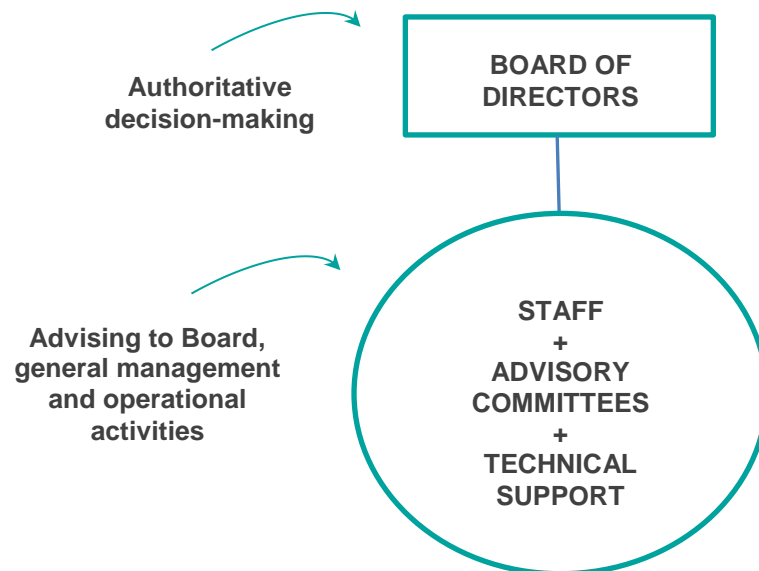 Authoritative
decision-making
BOARD OF
DIRECTORS
Advising to Board,
general management
and operational
activities
STAFF
+
ADVISORY
COMMITTEES
+
TECHNICAL
SUPPORT